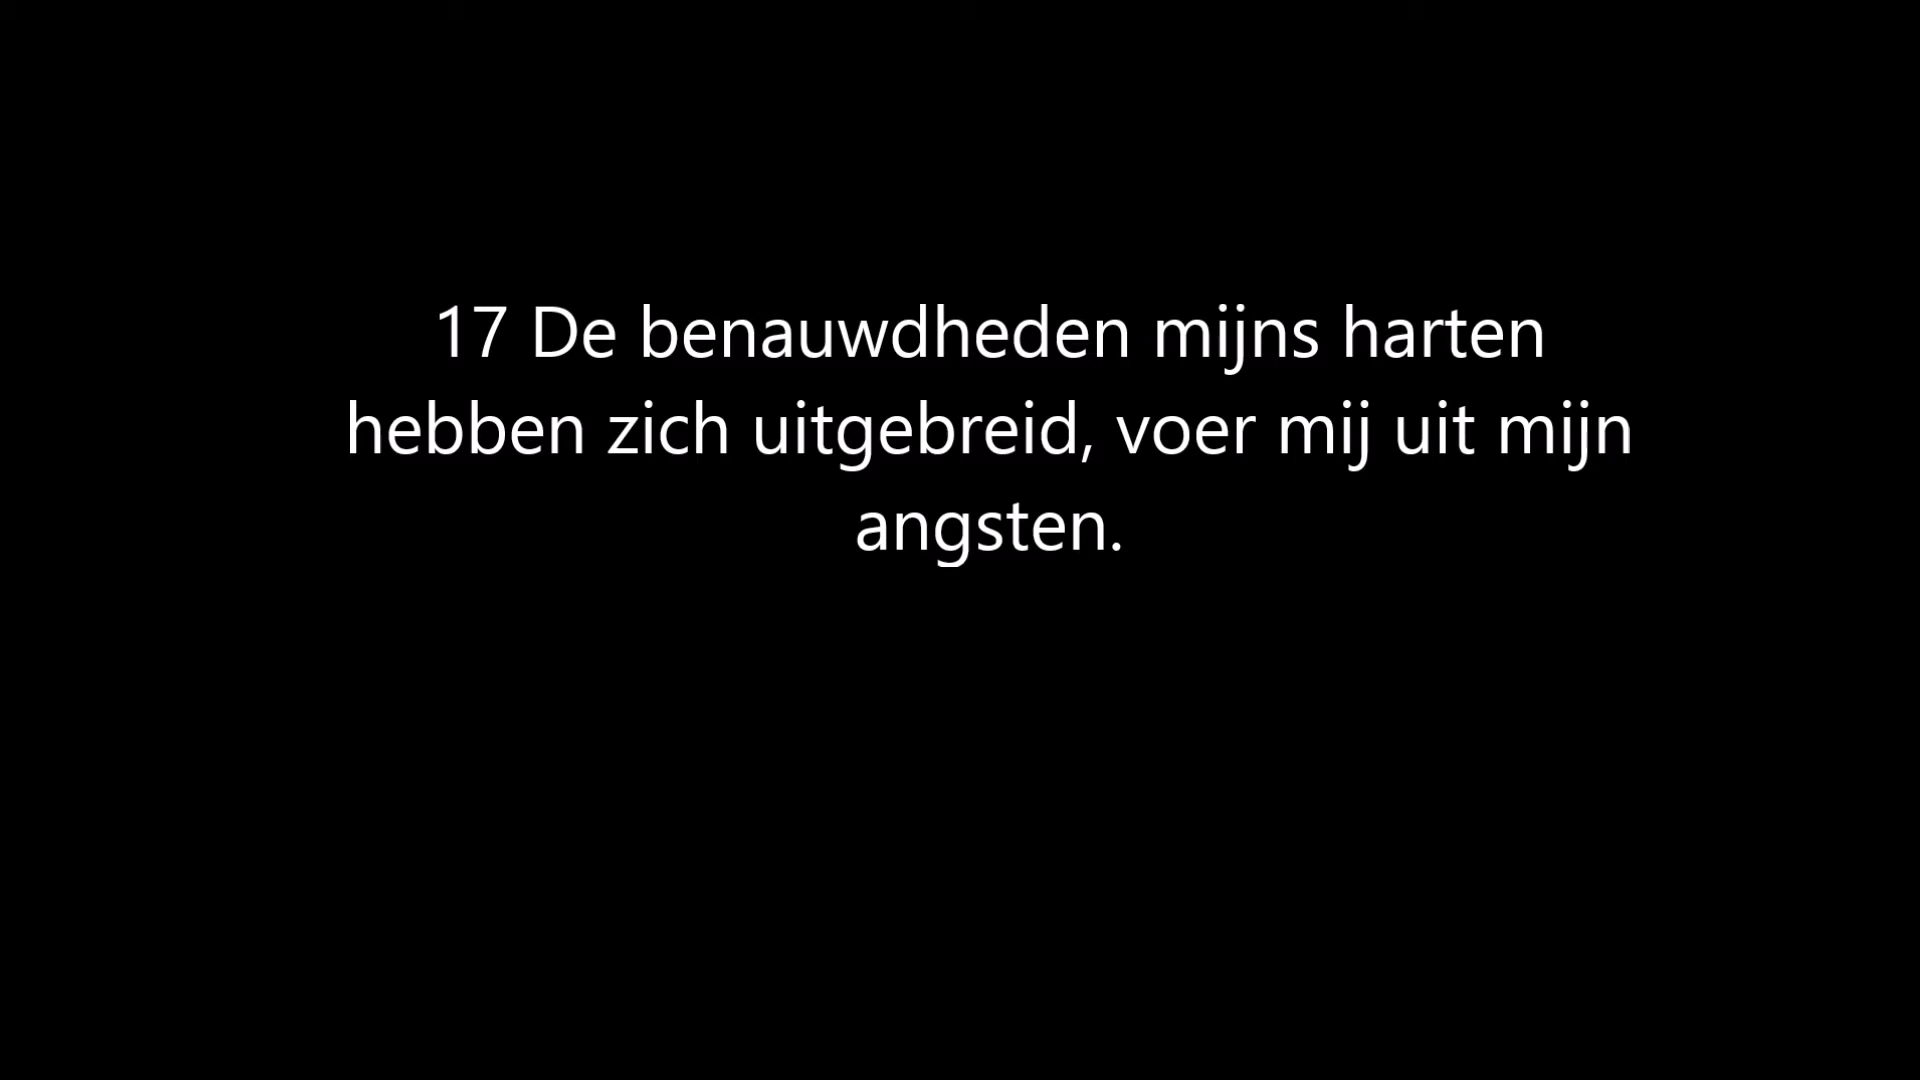 17 De benauwdheden mijns harten
hebben zich uitgebreid, voer mij uit mijn
angsten.